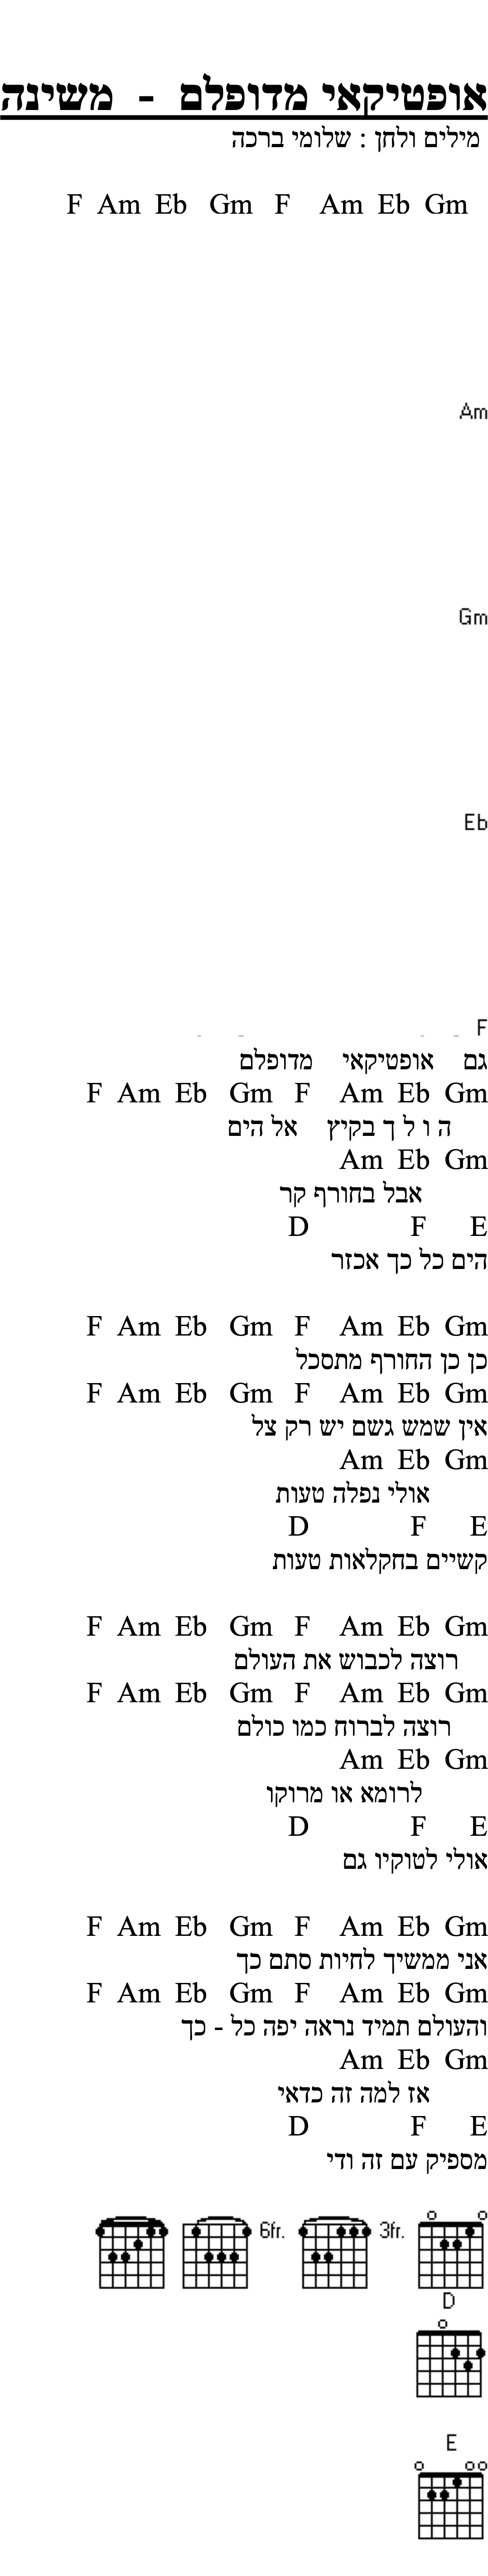 אופטיקאי מדופלם - משינה
מילים ולחן : שלומי ברכה
F Am Eb Gm F Am Eb Gm
Am
Gm
Eb
F
גם אופטיקאי מדופלם
F Am Eb Gm F Am Eb Gm
ה ו ל ך בקיץ אל הים
Am Eb Gm
אבל בחורף קר
D F E
הים כל כך אכזר
F Am Eb Gm F Am Eb Gm
כן כן החורף מתסכל
F Am Eb Gm F Am Eb Gm
אין שמש גשם יש רק צל
Am Eb Gm
אולי נפלה טעות
D F E
קשיים בחקלאות טעות
F Am Eb Gm F Am Eb Gm
רוצה לכבוש את העולם
F Am Eb Gm F Am Eb Gm
רוצה לברוח כמו כולם
Am Eb Gm
לרומא או מרוקו
D F E
אולי לטוקיו גם
F Am Eb Gm F Am Eb Gm
אני ממשיך לחיות סתם כך
F Am Eb Gm F Am Eb Gm
והעולם תמיד נראה יפה כל - כך
Am Eb Gm
אז למה זה כדאי
D F E
מספיק עם זה ודי
6fr. 3fr.
D
E